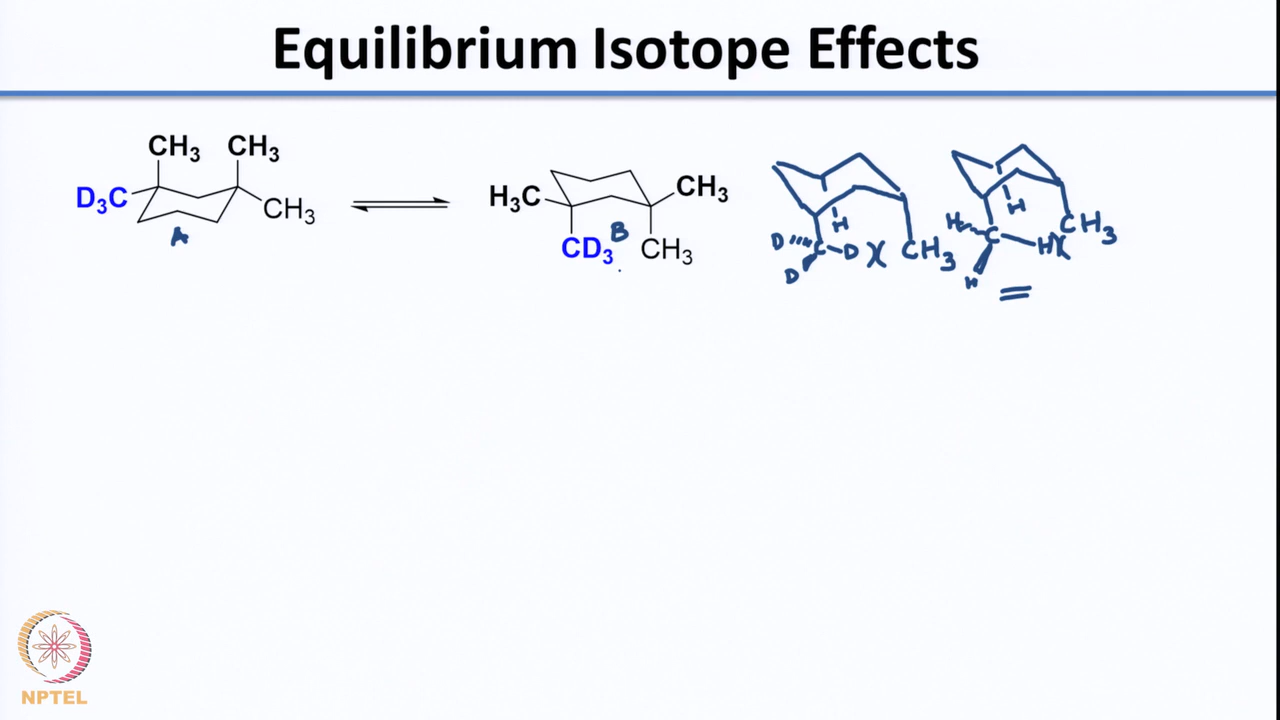 Equilibrium Isotope Effects
CH3 CH3
D3C
CH3
A
H3C CH3
B
CD3 CH3
H
D C D CH3
D
H
H C H CH3
H
NPTEL